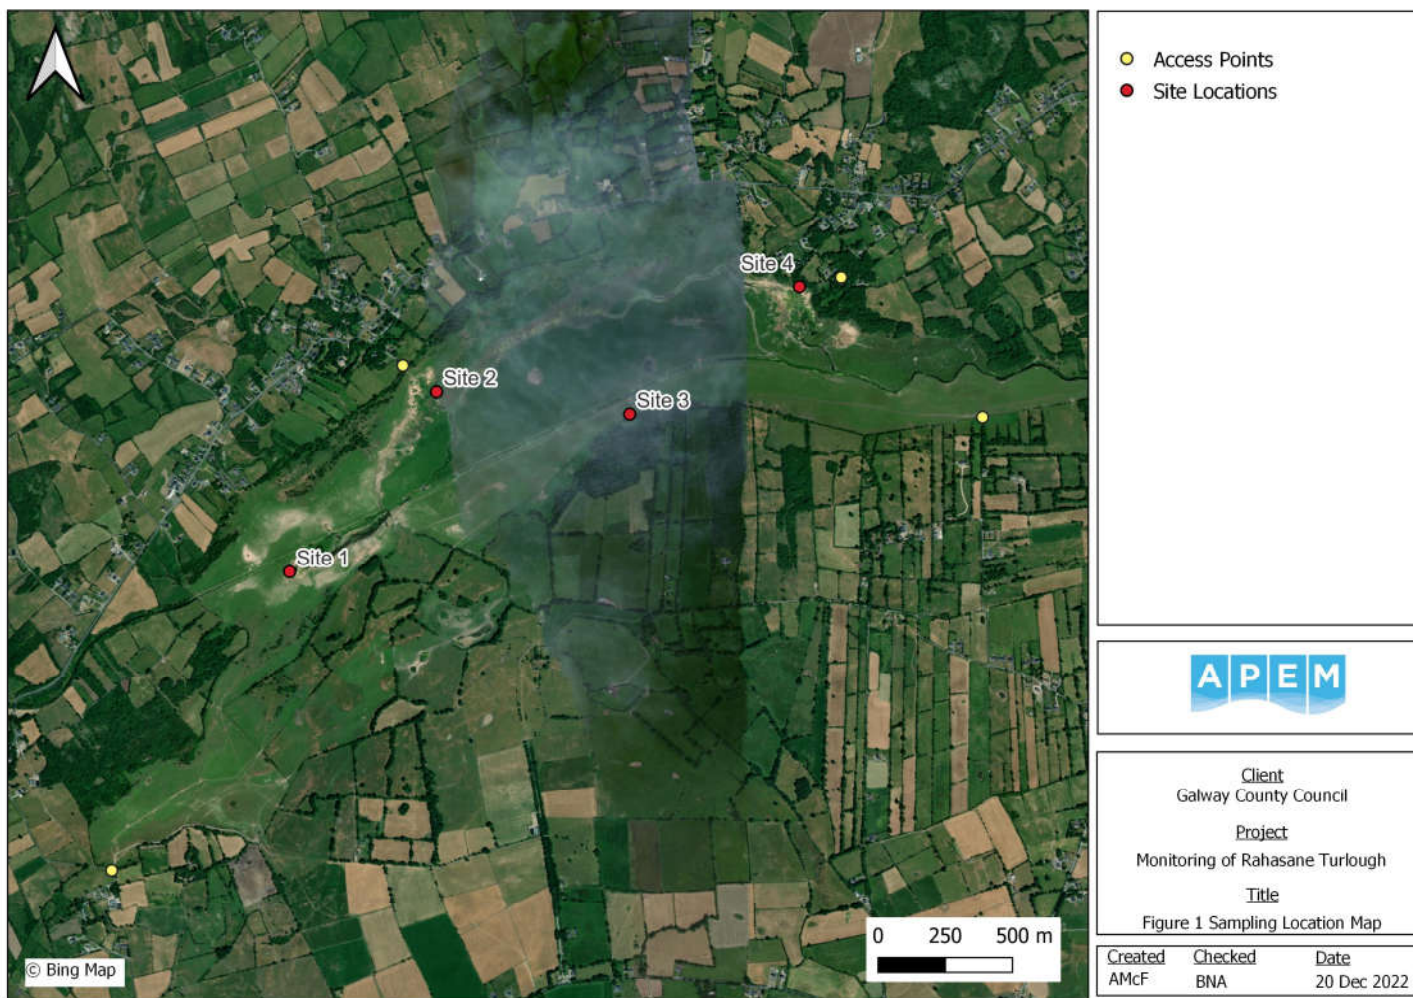 Access Points
Site Locations
Site 4
Site 2
Site 3
Site 1
0 250 500 m
© Bing Map
APEM
Client
Galway County Council
Project
Monitoring of Rahasane Turlough
Title
Figure 1 Sampling Location Map
Created Checked Date
AMcF BNA 20 Dec 2022